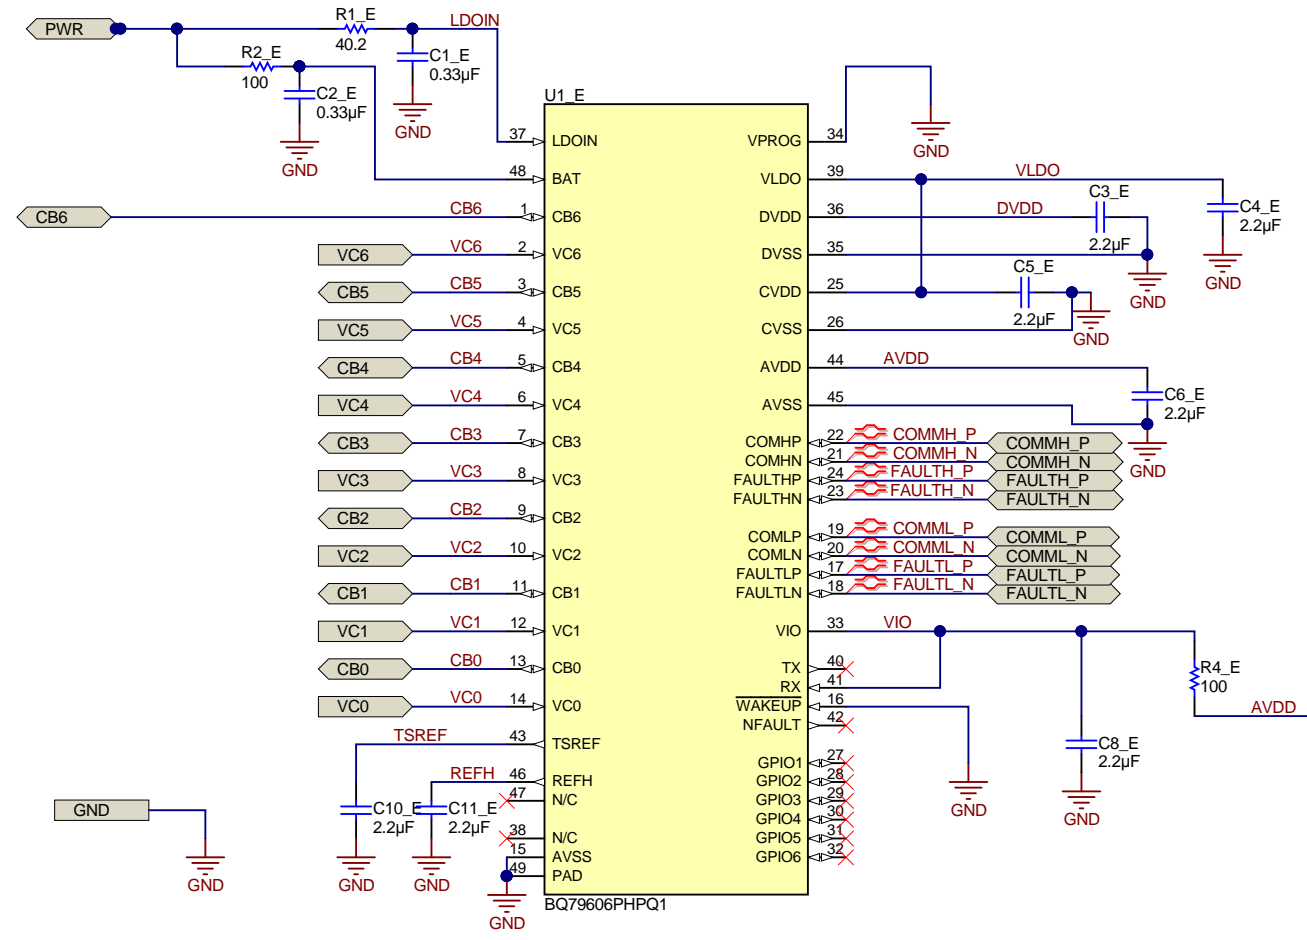 PWR
R1_E
40.2
LDOIN
R2_E
100
C1_E
0.33µF
C2_E
0.33µF
GND
GND
U1_E
37
LDOIN
48
BAT
CB6
CB6
1
CB6
VC6
VC6
2
VC6
CB5
CB5
3
CB5
VC5
VC5
4
VC5
CB4
CB4
5
CB4
VC4
VC4
6
VC4
CB3
CB3
7
CB3
VC3
VC3
8
VC3
CB2
CB2
9
CB2
VC2
VC2
10
VC2
CB1
CB1
11
CB1
VC1
VC1
12
VC1
CB0
CB0
13
CB0
VC0
VC0
14
VC0
TSREF
43
TSREF
REFH
46
REFH
47
N/C
38
N/C
15
AVSS
49
PAD
C10_E
2.2µF
C11_E
2.2µF
GND
GND
GND
GND
GND
BQ79606PHPQ1
VPROG
34
GND
VLDO
39
VLDO
C4_E
2.2µF
GND
DVDD
36
DVDD
C3_E
2.2µF
DVSS
35
GND
CVDD
25
C5_E
2.2µF
CVSS
26
GND
AVDD
44
AVDD
AVSS
45
C6_E
2.2µF
GND
COMHP
22
COMMH_P
COMMH_P
COMHN
21
COMMH_N
COMMH_N
FAULTHP
24
FAULTH_P
FAULTH_P
FAULTHN
23
FAULTH_N
FAULTH_N
COMLP
19
COMML_P
COMML_P
COMLN
20
COMML_N
COMML_N
FAULTLP
17
FAULTL_P
FAULTL_P
FAULTLN
18
FAULTL_N
FAULTL_N
VIO
33
VIO
TX
40
RX
41
WAKEUP
16
NFAULT
42
R4_E
100
AVDD
C8_E
2.2µF
GND
GND
GPIO1
27
GPIO2
28
GPIO3
29
GPIO4
30
GPIO5
31
GPIO6
32